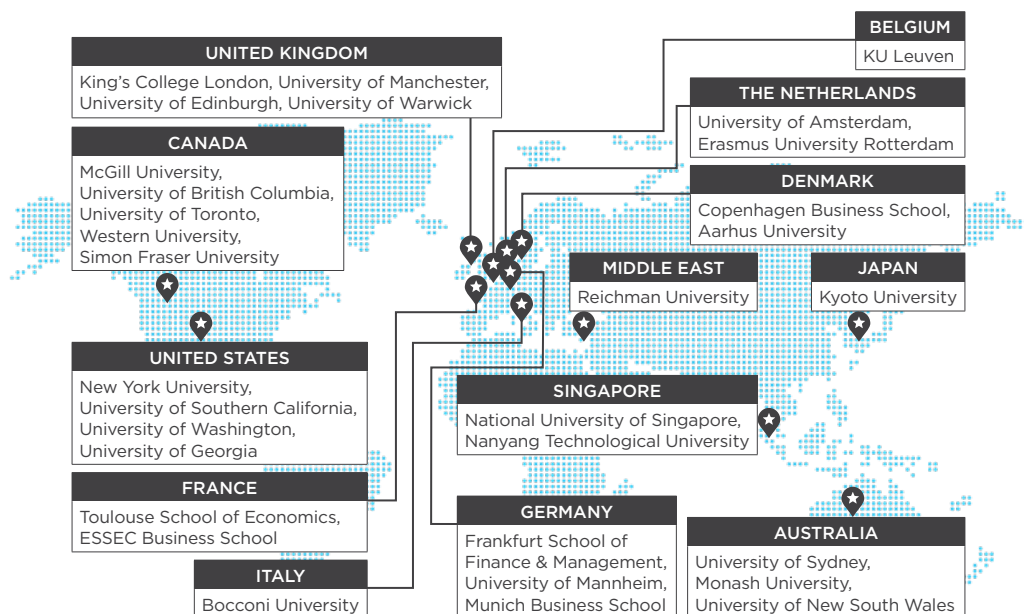 BELGIUM
KU Leuven
UNITED KINGDOM
King's College London, University of Manchester,
University of Edinburgh, University of Warwick
THE NETHERLANDS
University of Amsterdam,
Erasmus University Rotterdam
CANADA
McGill University,
University of British Columbia,
University of Toronto,
Western University,
Simon Fraser University
DENMARK
Copenhagen Business School,
Aarhus University
MIDDLE EAST
Reichman University
JAPAN
Kyoto University
UNITED STATES
New York University,
University of Southern California,
University of Washington,
University of Georgia
SINGAPORE
National University of Singapore,
Nanyang Technological University
FRANCE
Toulouse School of Economics,
ESSEC Business School
GERMANY
Frankfurt School of
Finance & Management,
University of Mannheim,
Munich Business School
AUSTRALIA
University of Sydney,
Monash University,
University of New South Wales
ITALY
Bocconi University